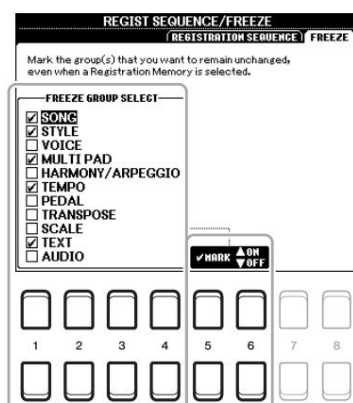 REGIST SEQUENCE/FREEZE
REGISTRATION SEQUENCE FREEZE
Mark the group(s) that you want to remain unchanged,
even when a Registration Memory is selected.
FREEZE GROUP SELECT
SONG
STYLE
VOICE
MULTI PAD
HARMONY/ARPEGGIO
TEMPO
PEDAL
TRANSPOSE
SCALE
TEXT
AUDIO
✓MARK ▲ON
▼OFF
1 2 3 4 5 6 7 8